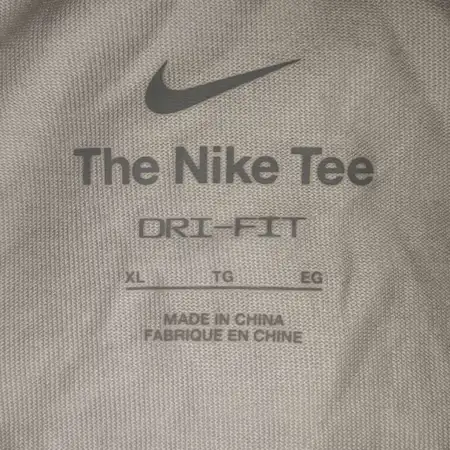 The Nike Tee
DRI-FIT
XL TG EG
MADE IN CHINA
FABRIQUE EN CHINE